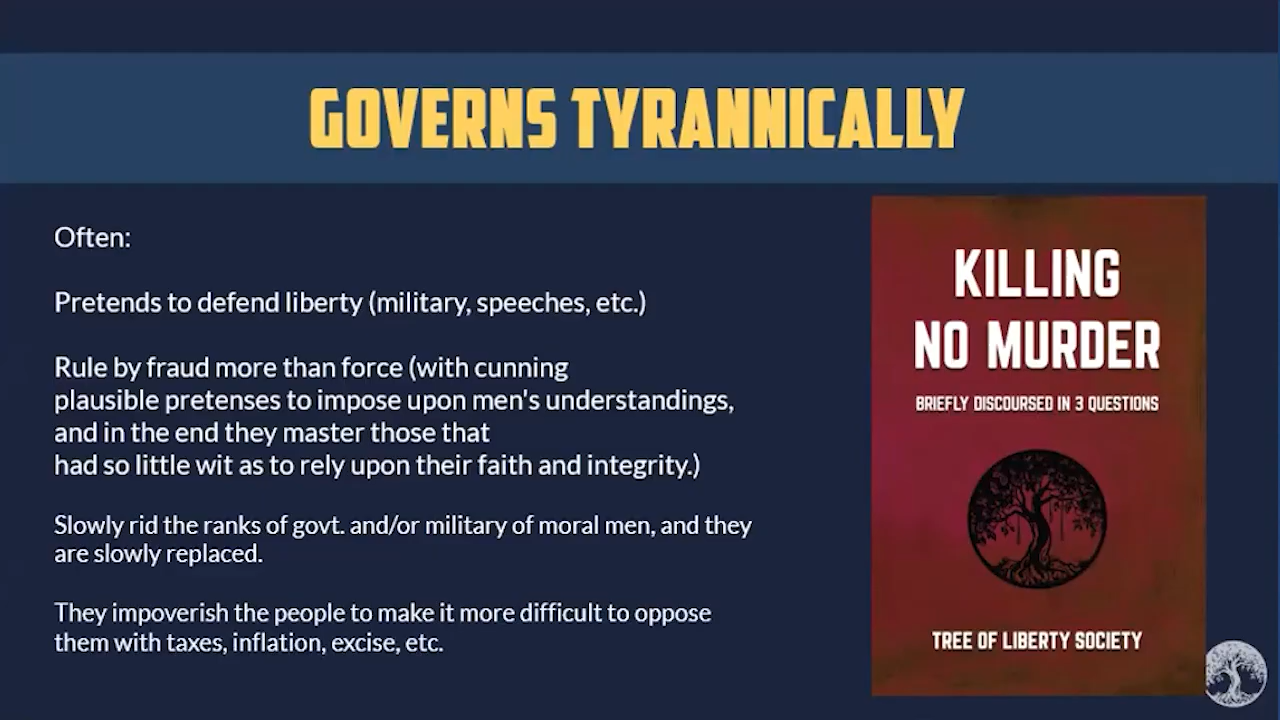 GOVERNS TYRANNICALLY
Often:
Pretends to defend liberty (military, speeches, etc.)
Rule by fraud more than force (with cunning
plausible pretenses to impose upon men's understandings,
and in the end they master those that
had so little wit as to rely upon their faith and integrity.)
Slowly rid the ranks of govt. and/or military of moral men, and they
are slowly replaced.
They impoverish the people to make it more difficult to oppose
them with taxes, inflation, excise, etc.
KILLING
NO MURDER
BRIEFLY DISCOURSED IN 3 QUESTIONS
TREE OF LIBERTY SOCIETY